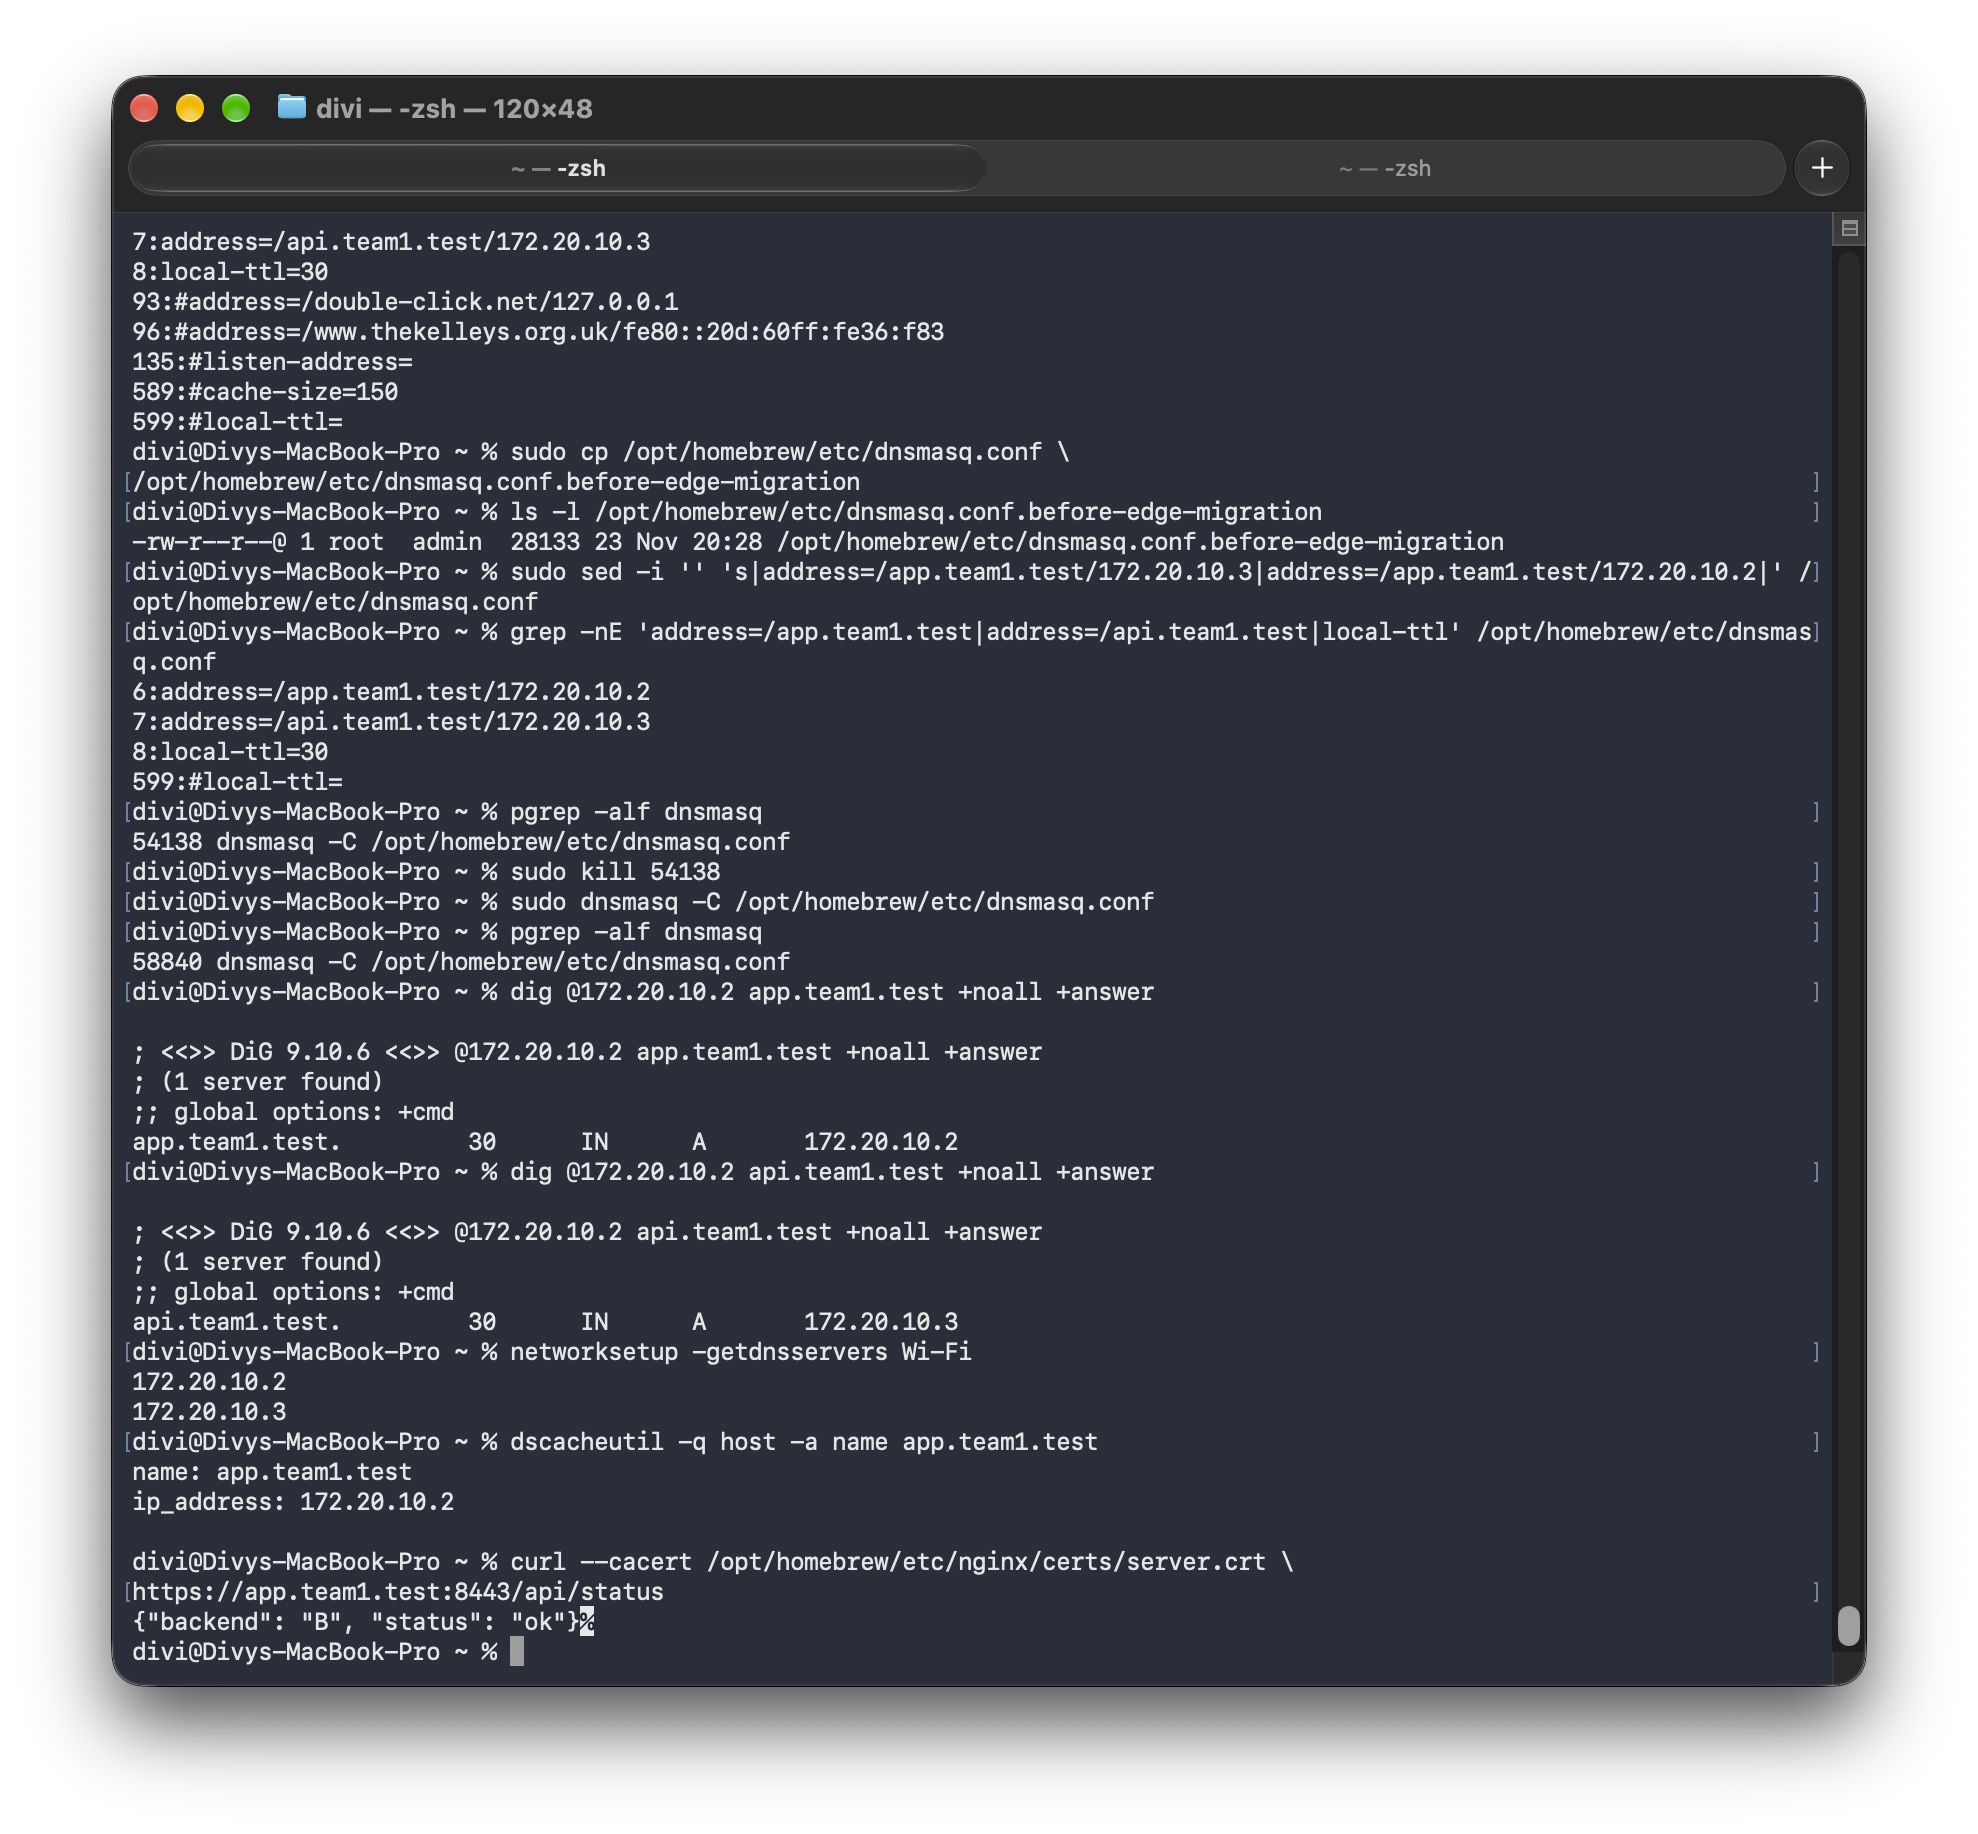 divi — -zsh — 120×48
~ — -zsh
~ — -zsh
+
7:address=/api.team1.test/172.20.10.3
8:local-ttl=30
93:#address=/double-click.net/127.0.0.1
96:#address=/www.thekelleys.org.uk/fe80::20d:60ff:fe36:f83
135:#listen-address=
589:#cache-size=150
599:#local-ttl=
divi@Divys-MacBook-Pro ~ % sudo cp /opt/homebrew/etc/dnsmasq.conf \
[/opt/homebrew/etc/dnsmasq.conf.before-edge-migration ]
[divi@Divys-MacBook-Pro ~ % ls -l /opt/homebrew/etc/dnsmasq.conf.before-edge-migration ]
-rw-r--r--@ 1 root  admin  28133 23 Nov 20:28 /opt/homebrew/etc/dnsmasq.conf.before-edge-migration
[divi@Divys-MacBook-Pro ~ % sudo sed -i '' 's|address=/app.team1.test/172.20.10.3|address=/app.team1.test/172.20.10.2|' /]
opt/homebrew/etc/dnsmasq.conf
[divi@Divys-MacBook-Pro ~ % grep -nE 'address=/app.team1.test|address=/api.team1.test|local-ttl' /opt/homebrew/etc/dnsmas]
q.conf
6:address=/app.team1.test/172.20.10.2
7:address=/api.team1.test/172.20.10.3
8:local-ttl=30
599:#local-ttl=
[divi@Divys-MacBook-Pro ~ % pgrep -alf dnsmasq ]
54138 dnsmasq -C /opt/homebrew/etc/dnsmasq.conf
[divi@Divys-MacBook-Pro ~ % sudo kill 54138 ]
[divi@Divys-MacBook-Pro ~ % sudo dnsmasq -C /opt/homebrew/etc/dnsmasq.conf ]
[divi@Divys-MacBook-Pro ~ % pgrep -alf dnsmasq ]
58840 dnsmasq -C /opt/homebrew/etc/dnsmasq.conf
[divi@Divys-MacBook-Pro ~ % dig @172.20.10.2 app.team1.test +noall +answer ]
; <<>> DiG 9.10.6 <<>> @172.20.10.2 app.team1.test +noall +answer
; (1 server found)
;; global options: +cmd
app.team1.test.         30      IN      A       172.20.10.2
[divi@Divys-MacBook-Pro ~ % dig @172.20.10.2 api.team1.test +noall +answer ]
; <<>> DiG 9.10.6 <<>> @172.20.10.2 api.team1.test +noall +answer
; (1 server found)
;; global options: +cmd
api.team1.test.         30      IN      A       172.20.10.3
[divi@Divys-MacBook-Pro ~ % networksetup -getdnsservers Wi-Fi ]
172.20.10.2
172.20.10.3
[divi@Divys-MacBook-Pro ~ % dscacheutil -q host -a name app.team1.test ]
name: app.team1.test
ip_address: 172.20.10.2
divi@Divys-MacBook-Pro ~ % curl --cacert /opt/homebrew/etc/nginx/certs/server.crt \
[https://app.team1.test:8443/api/status ]
{"backend": "B", "status": "ok"}%
divi@Divys-MacBook-Pro ~ %